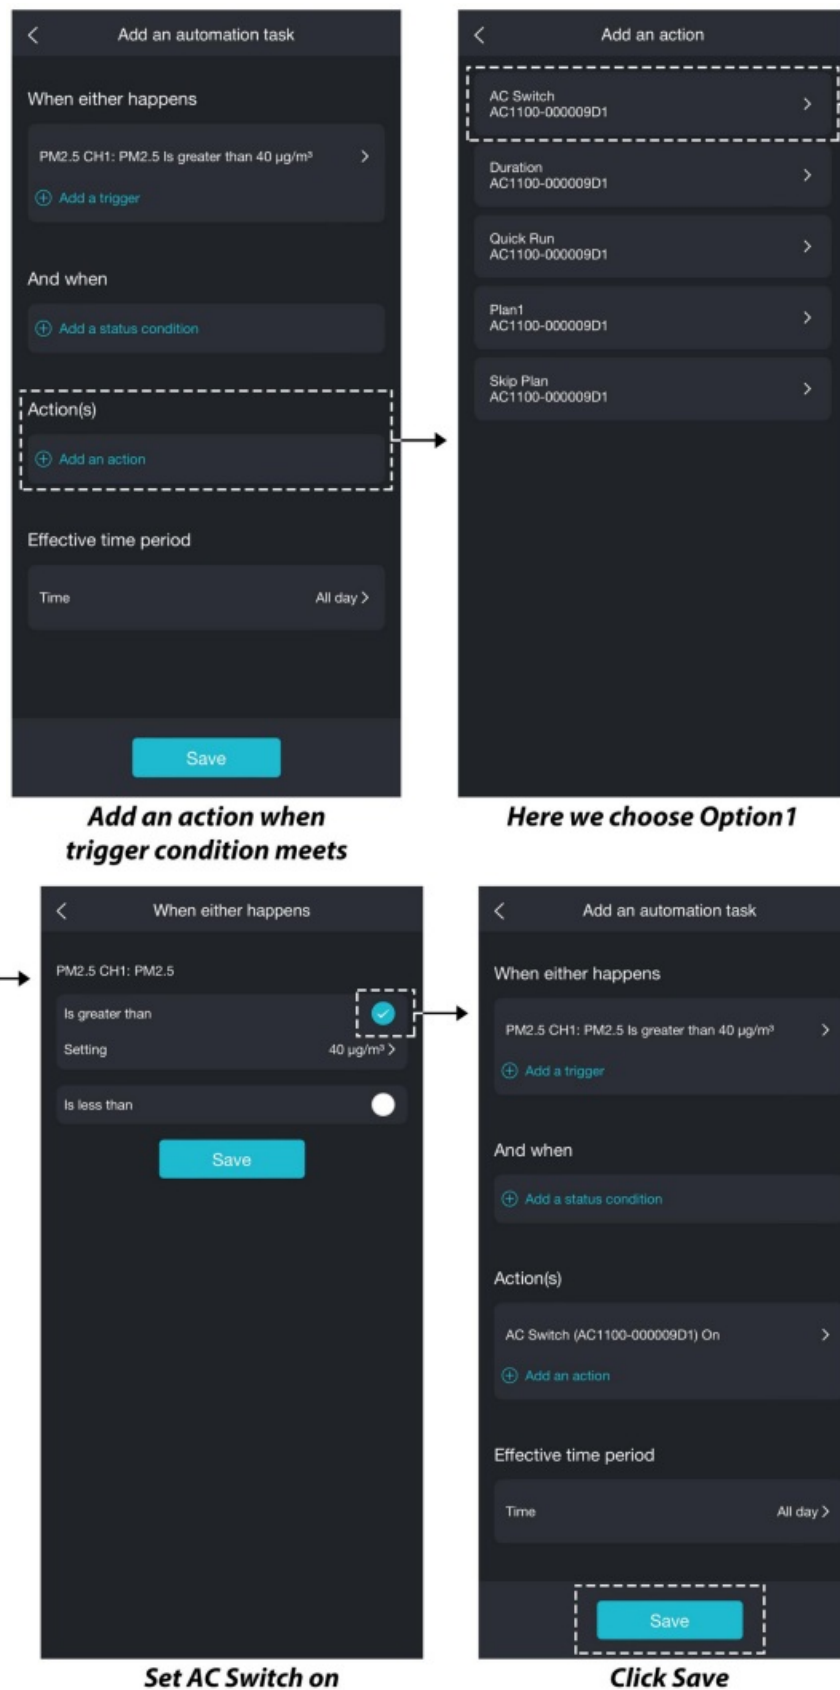 Add an automation task
When either happens
PM2.5 CH1: PM2.5 Is greater than 40 µg/m³
Add a trigger
And when
Add a status condition
Action(s)
Add an action
Effective time period
Time All day
Save
Add an action when
trigger condition meets
Add an action
AC Switch
AC1100-000009D1
Duration
AC1100-000009D1
Quick Run
AC1100-000009D1
Plan1
AC1100-000009D1
Skip Plan
AC1100-000009D1
Here we choose Option1
When either happens
PM2.5 CH1: PM2.5
Is greater than
Setting 40 µg/m³
Is less than
Save
Set AC Switch on
Add an automation task
When either happens
PM2.5 CH1: PM2.5 Is greater than 40 µg/m³
Add a trigger
And when
Add a status condition
Action(s)
AC Switch (AC1100-000009D1) On
Add an action
Effective time period
Time All day
Save
Click Save